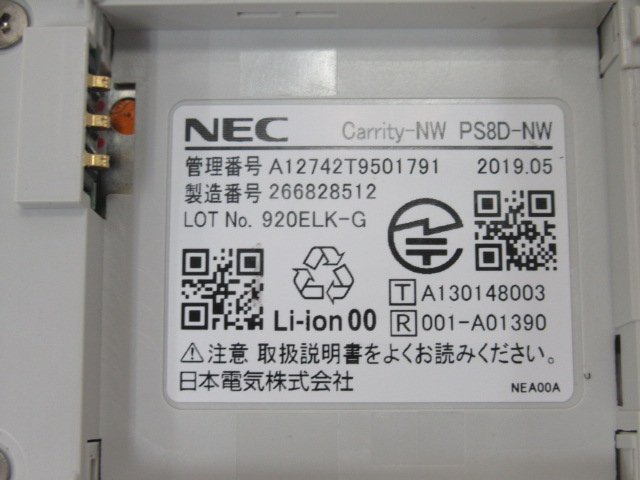 NEC Carrity-NW PS8D-NW
管理番号 A12742T9501791 2019.05
製造番号 266828512
LOT No. 920ELK-G
T A130148003
Li-ion 00 R 001-A01390
⚠注意 取扱説明書をよくお読みください。
日本電気株式会社 NEA00A